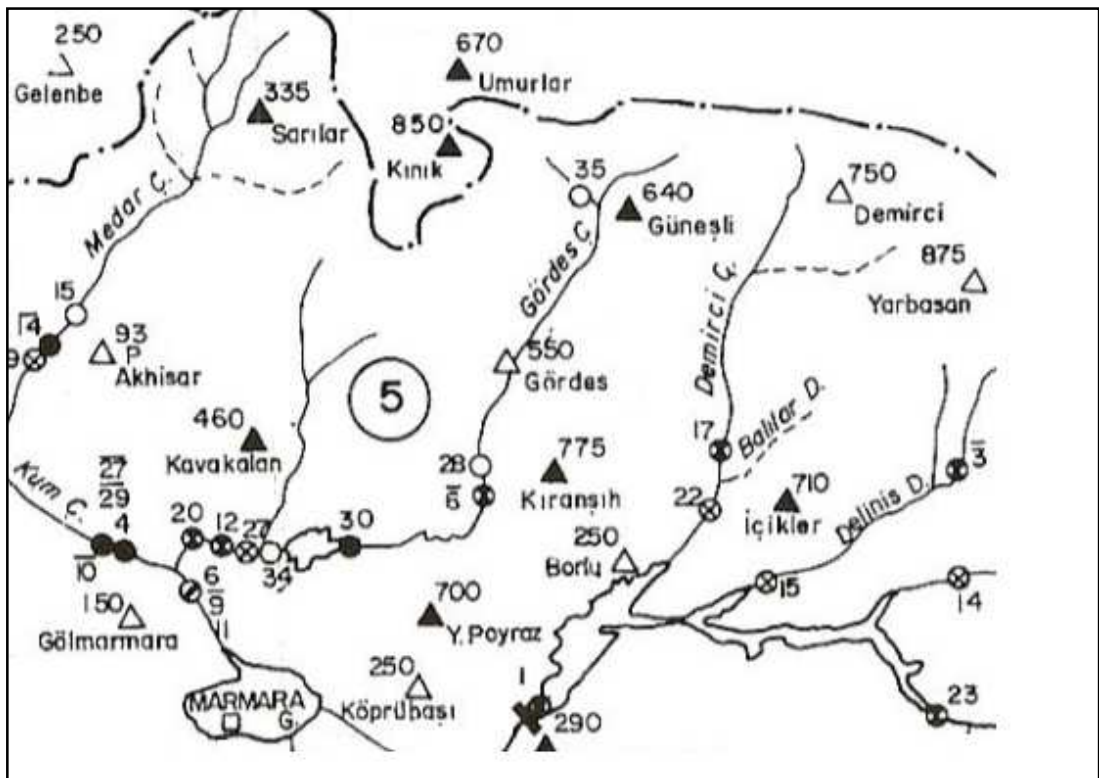 250
Gelenbe
335
Sarılar
670
Umurlar
850
Kınık
35
640
Güneşli
750
Demirci
875
Yarbasan
Medar Ç.
Gördes Ç.
Demirci Ç.
15
14
9
93
P
Akhisar
5
550
Gördes
460
Kavakalan
17
Balılar D.
3
28
6
775
Kıranşıh
22
710
İçikler
Delinis D.
Kum Ç.
27
29
4
10
20
12
27
34
30
250
Borlu
6
9
11
150
Gölmarmara
700
Y. Poyraz
15
14
250
Köprübaşı
MARMARA
G.
1
290
23